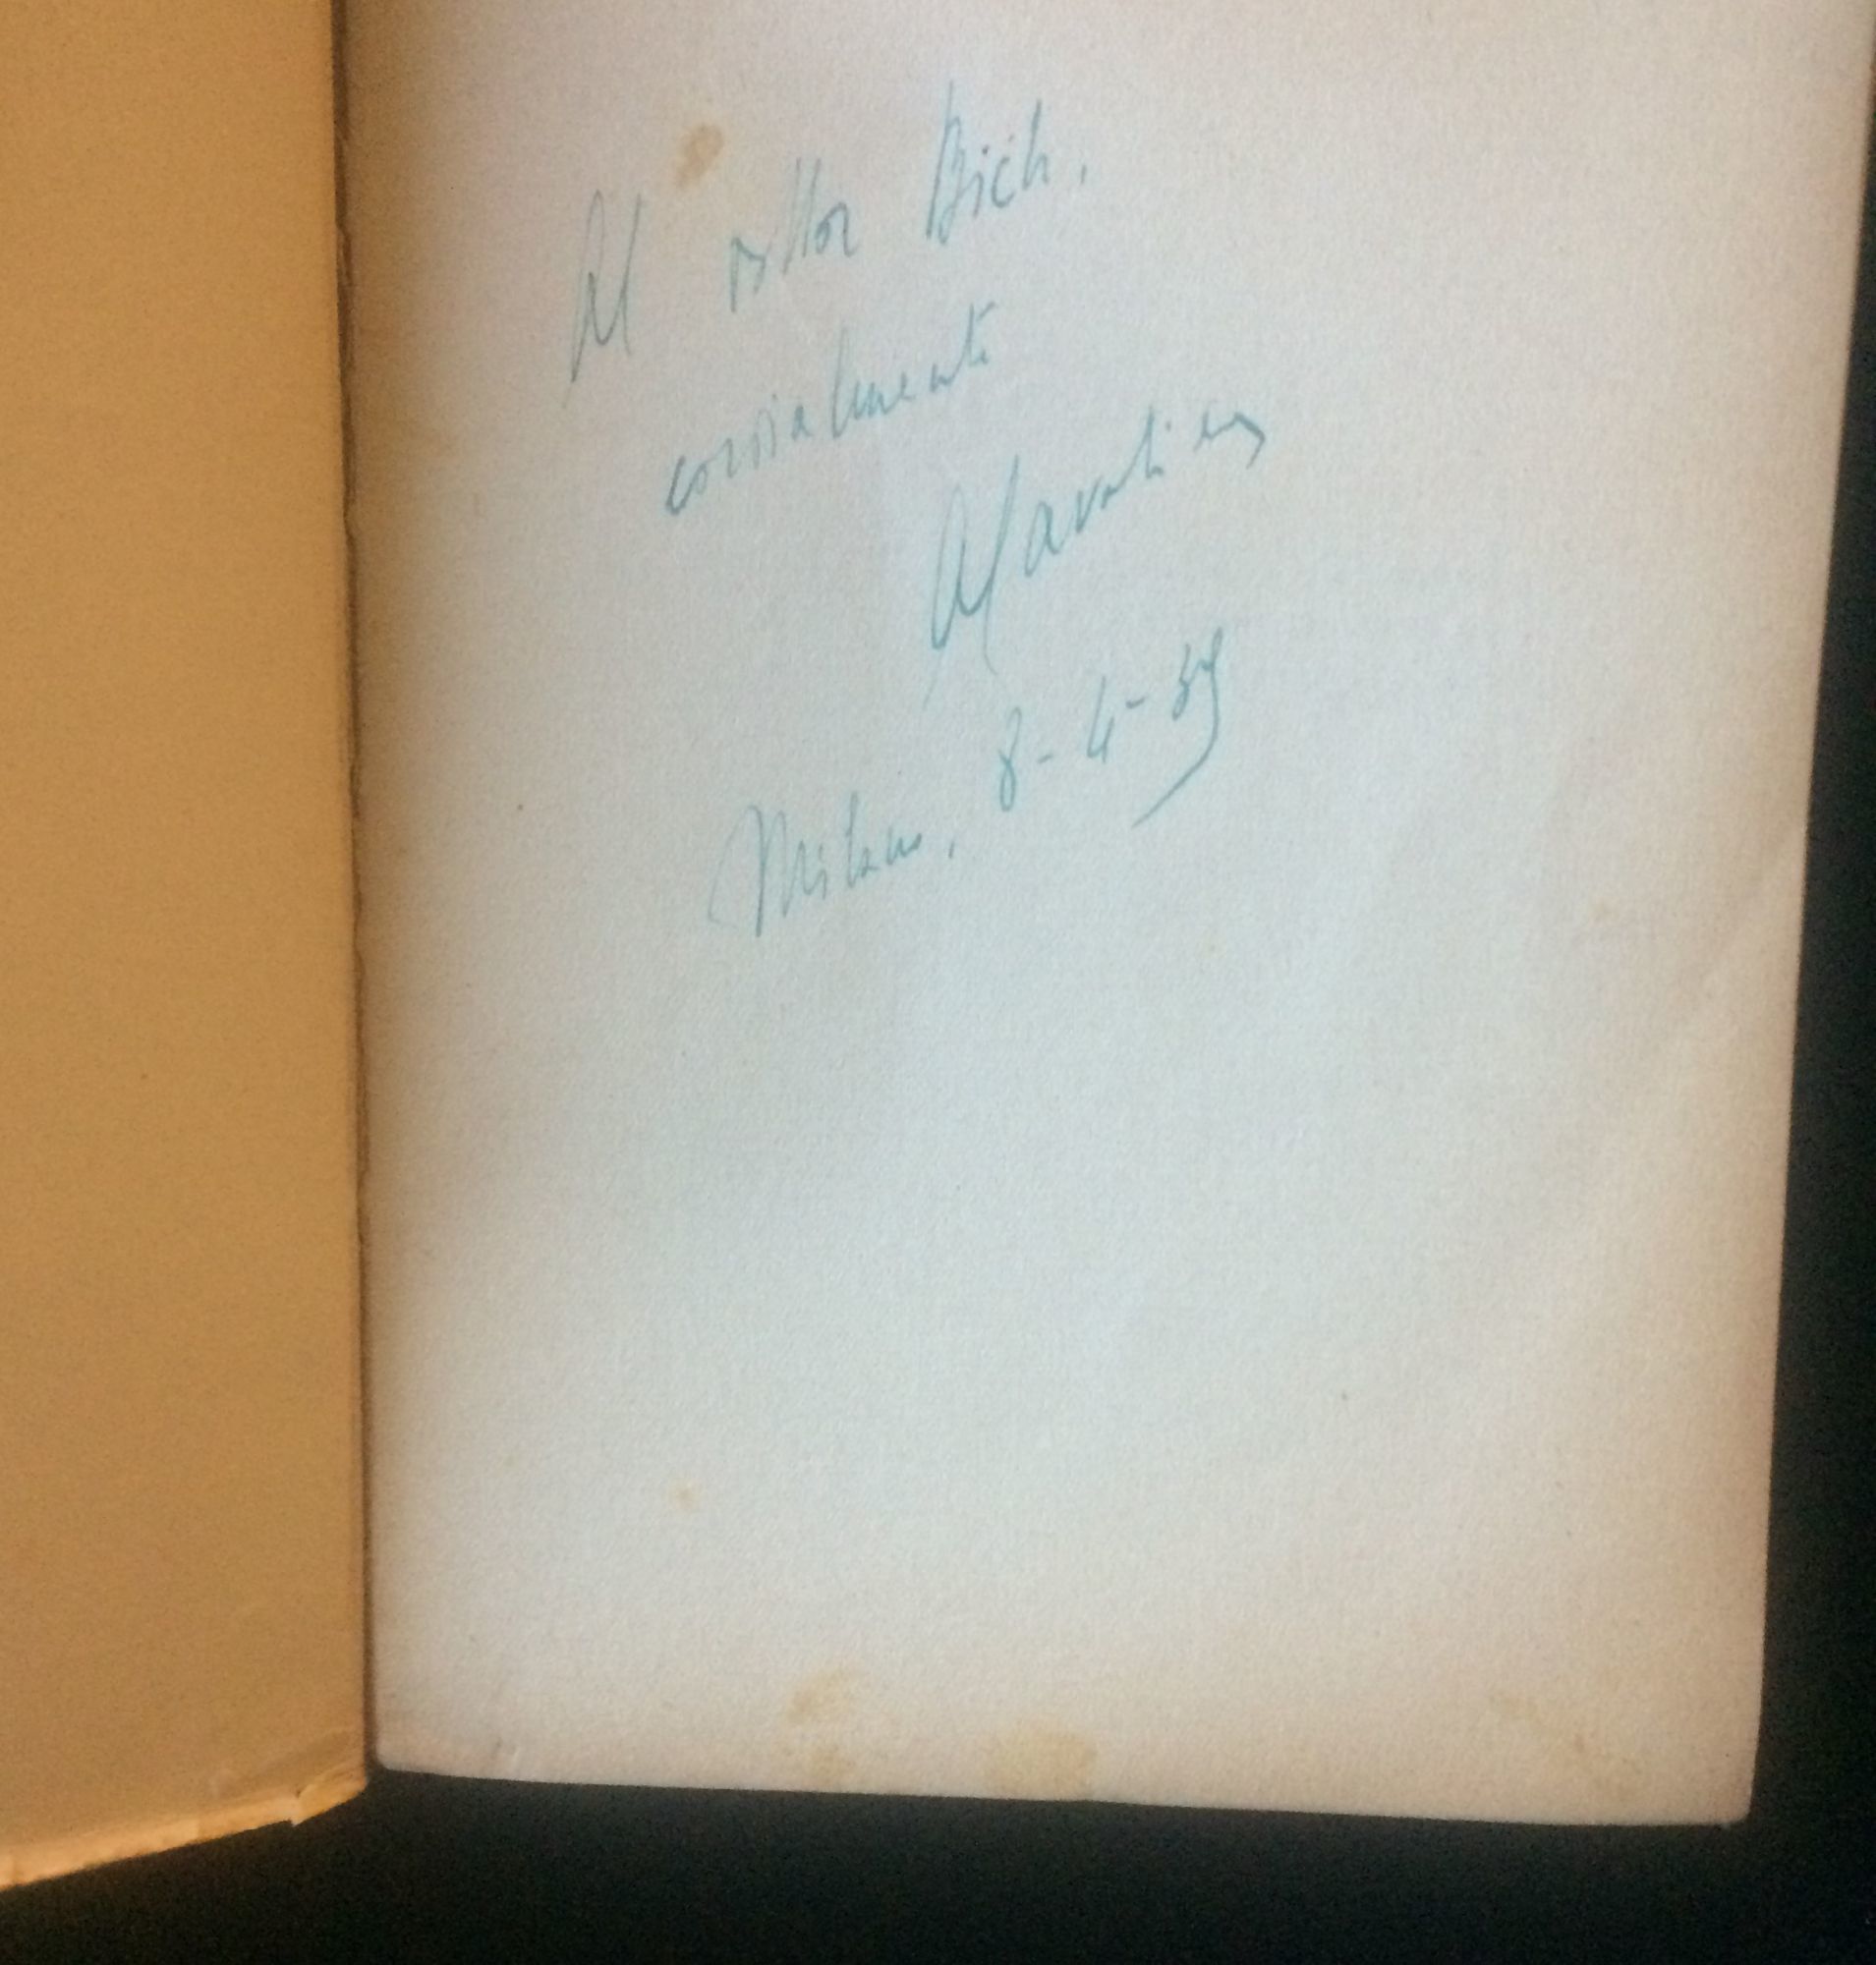 Al dottor Bich,
cordialmente
Milano, 8-4-39